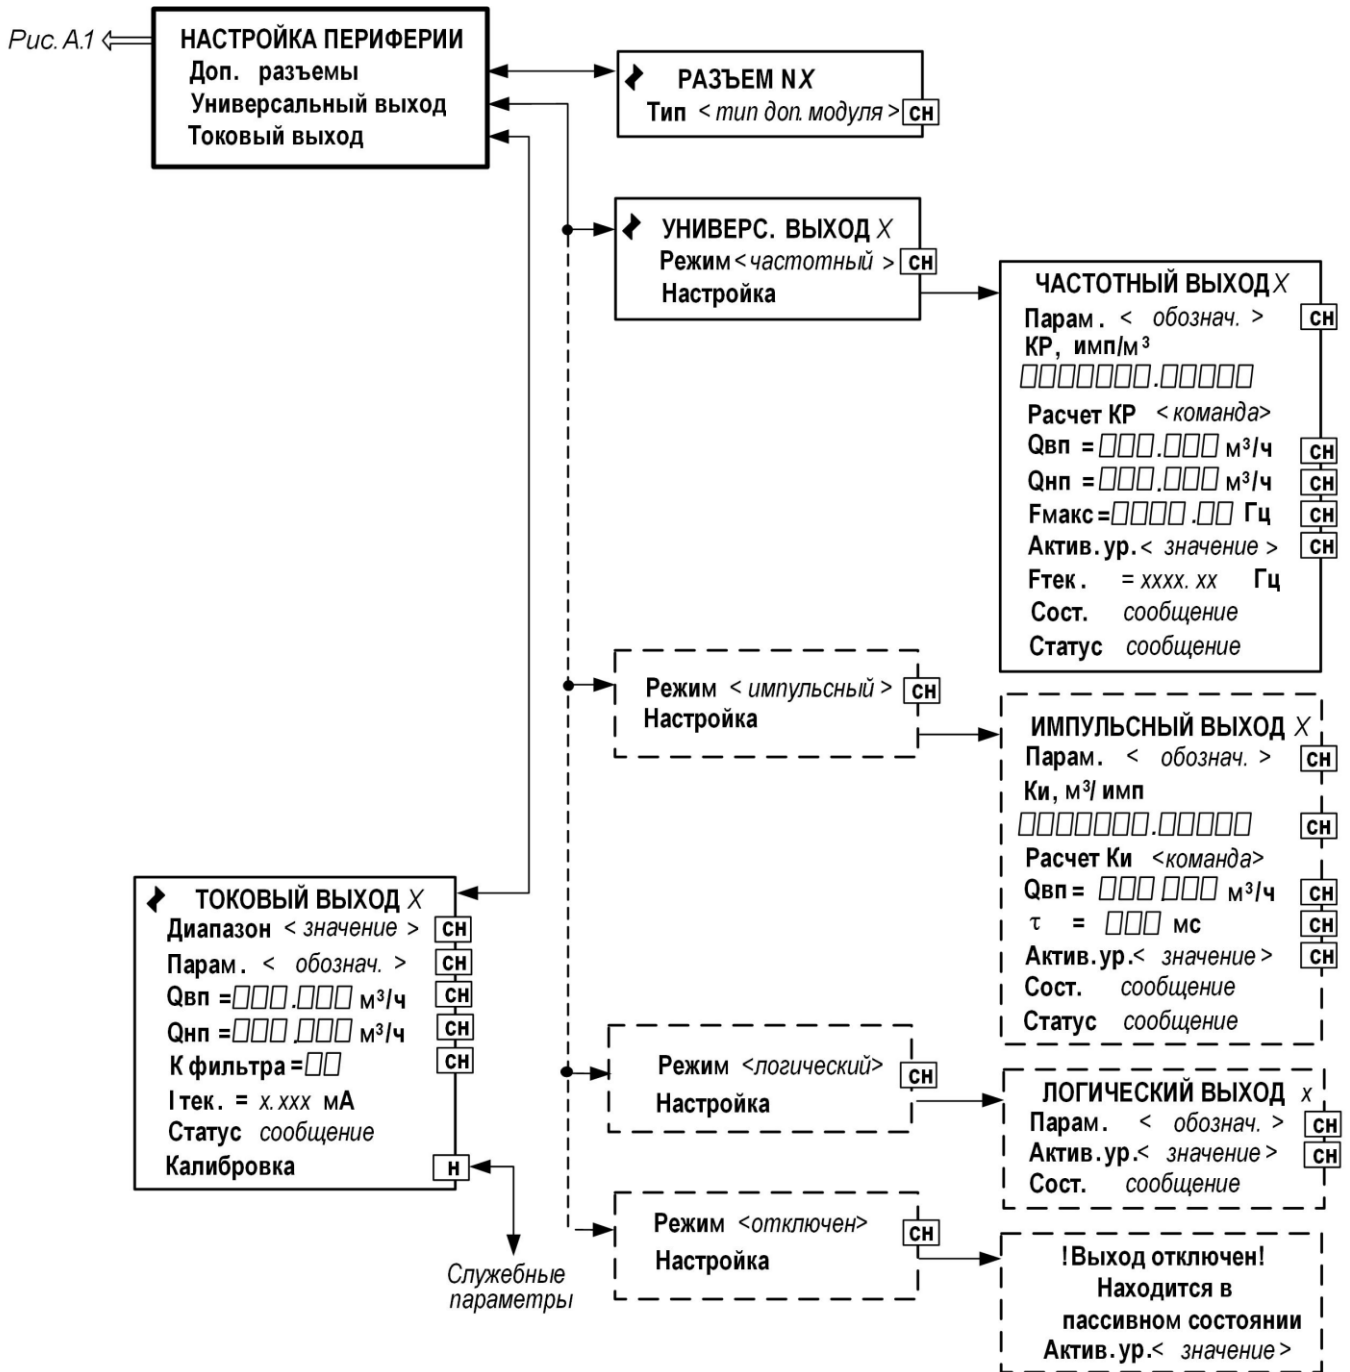 Рис. А.1
НАСТРОЙКА ПЕРИФЕРИИ
Доп. разъемы
Универсальный выход
Токовый выход
РАЗЪЕМ N X
Тип < тип доп. модуля > СН
УНИВЕРС. ВЫХОД X
Режим < частотный > СН
Настройка
ЧАСТОТНЫЙ ВЫХОД X
Парам. < обознач. > СН
КР, имп/м³
□□□□□□□.□□□□□
Расчет КР <команда>
Qвп = □□□.□□□ м³/ч СН
Qнп = □□□.□□□ м³/ч СН
Fмакс = □□□□.□□ Гц СН
Актив. ур. < значение > СН
Fтек. = xxxx. xx Гц
Сост. сообщение
Статус сообщение
Режим < импульсный > СН
Настройка
ИМПУЛЬСНЫЙ ВЫХОД X
Парам. < обознач. > СН
Ки, м³/ имп
□□□□□□□.□□□□□ СН
Расчет Ки <команда>
Qвп = □□□ □□□ м³/ч СН
τ = □□□ мс СН
Актив. ур. < значение > СН
Сост. сообщение
Статус сообщение
ТОКОВЫЙ ВЫХОД X
Диапазон < значение > СН
Парам. < обознач. > СН
Qвп = □□□.□□□ м³/ч СН
Qнп = □□□.□□□ м³/ч СН
К фильтра = □□ СН
I тек. = x. xxx мА
Статус сообщение
Калибровка Н
Служебные
параметры
Режим <логический> СН
Настройка
ЛОГИЧЕСКИЙ ВЫХОД x
Парам. < обознач. > СН
Актив. ур. < значение > СН
Сост. сообщение
Режим <отключен> СН
Настройка
!Выход отключен!
Находится в
пассивном состоянии
Актив. ур. < значение >